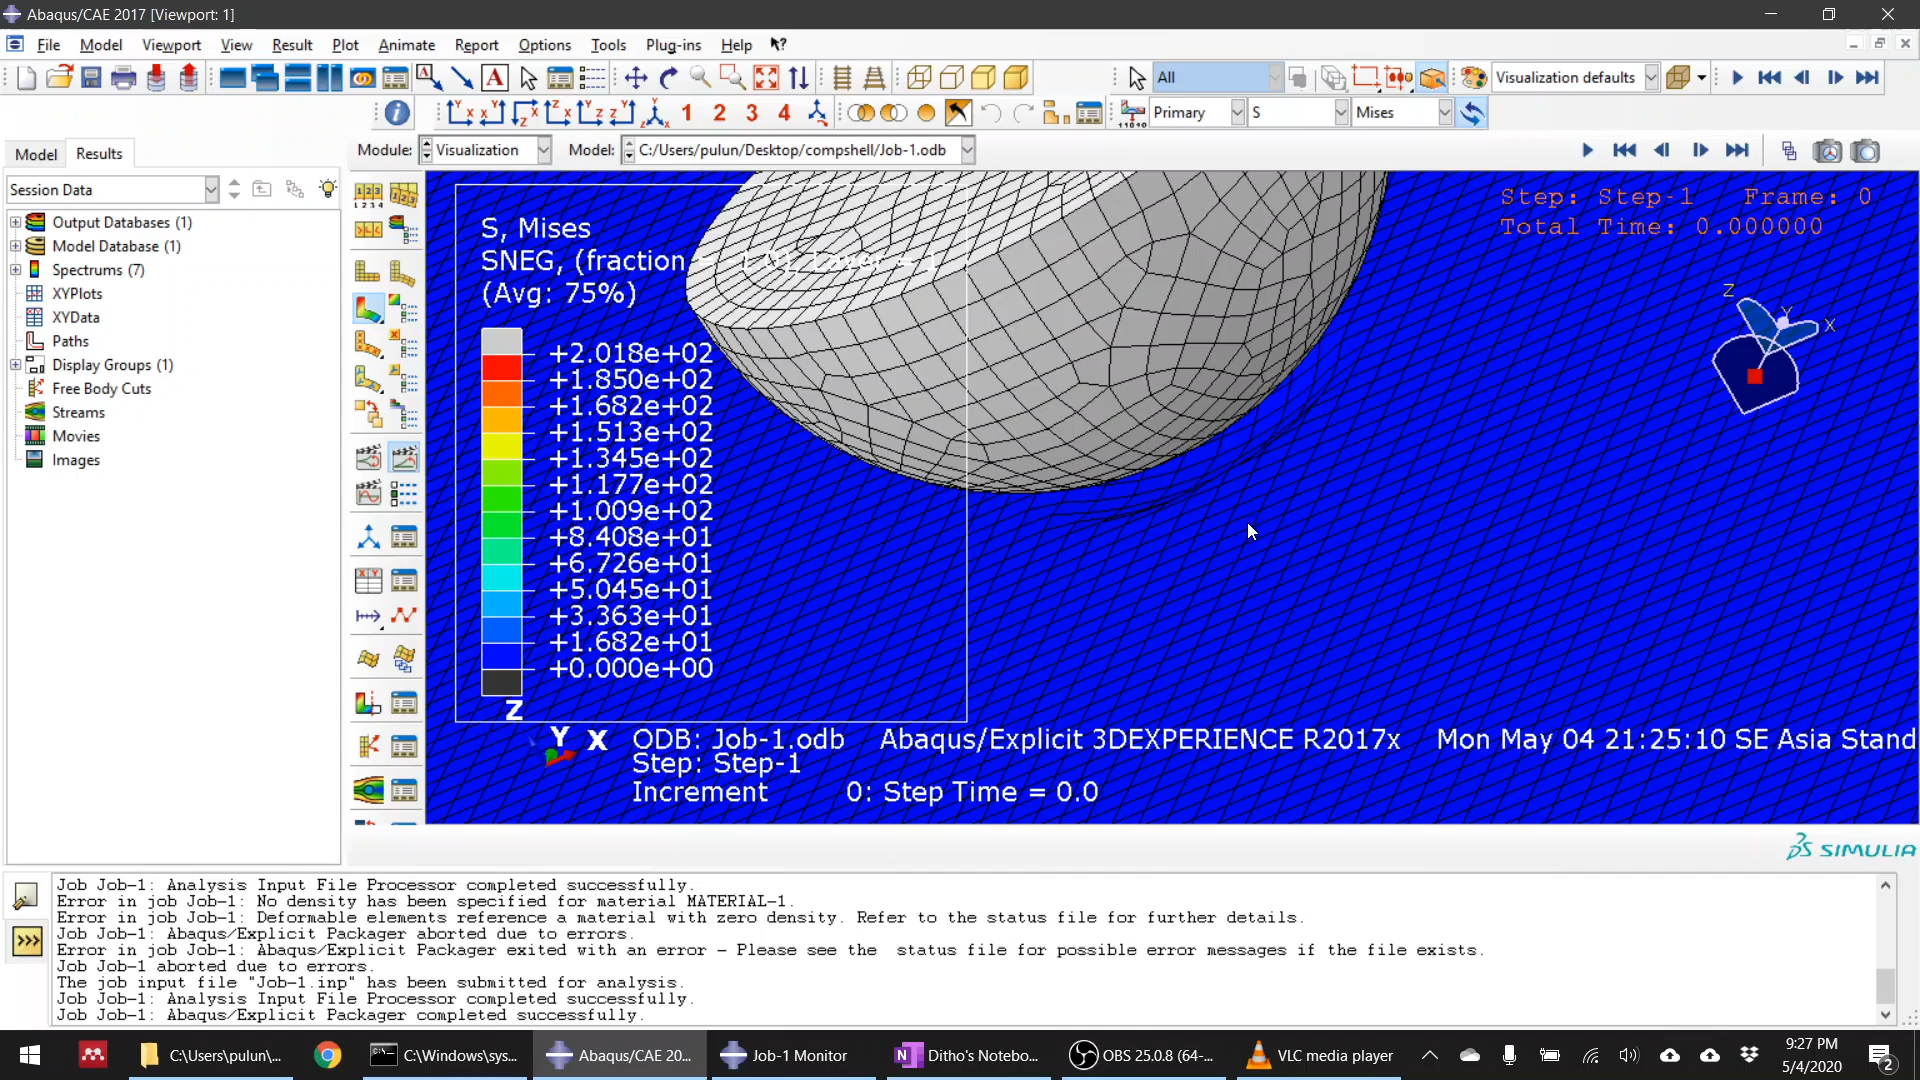 Abaqus/CAE 2017 [Viewport: 1]
File Model Viewport View Result Plot Animate Report Options Tools Plug-ins Help
All Visualization defaults
1 2 3 4 Primary S Mises
Model Results Module: Visualization Model: C:/Users/pulun/Desktop/compshell/Job-1.odb
Session Data
Output Databases (1)
Model Database (1)
Spectrums (7)
XYPlots
XYData
Paths
Display Groups (1)
Free Body Cuts
Streams
Movies
Images
S, Mises
SNEG, (fraction = -1.0), Layer = 1
(Avg: 75%)
+2.018e+02
+1.850e+02
+1.682e+02
+1.513e+02
+1.345e+02
+1.177e+02
+1.009e+02
+8.408e+01
+6.726e+01
+5.045e+01
+3.363e+01
+1.682e+01
+0.000e+00
Step: Step-1 Frame: 0
Total Time: 0.000000
Z
Y
X
Z
Y X
ODB: Job-1.odb Abaqus/Explicit 3DEXPERIENCE R2017x Mon May 04 21:25:10 SE Asia Stand
Step: Step-1
Increment 0: Step Time = 0.0
SIMULIA
Job Job-1: Analysis Input File Processor completed successfully.
Error in job Job-1: No density has been specified for material MATERIAL-1.
Error in job Job-1: Deformable elements reference a material with zero density. Refer to the status file for further details.
Job Job-1: Abaqus/Explicit Packager aborted due to errors.
Error in job Job-1: Abaqus/Explicit Packager exited with an error - Please see the status file for possible error messages if the file exists.
Job Job-1 aborted due to errors.
The job input file "Job-1.inp" has been submitted for analysis.
Job Job-1: Analysis Input File Processor completed successfully.
Job Job-1: Abaqus/Explicit Packager completed successfully.
C:\Users\pulun\... C:\Windows\sys... Abaqus/CAE 20... Job-1 Monitor Ditho's Notebo... OBS 25.0.8 (64-... VLC media player
9:27 PM
5/4/2020
2